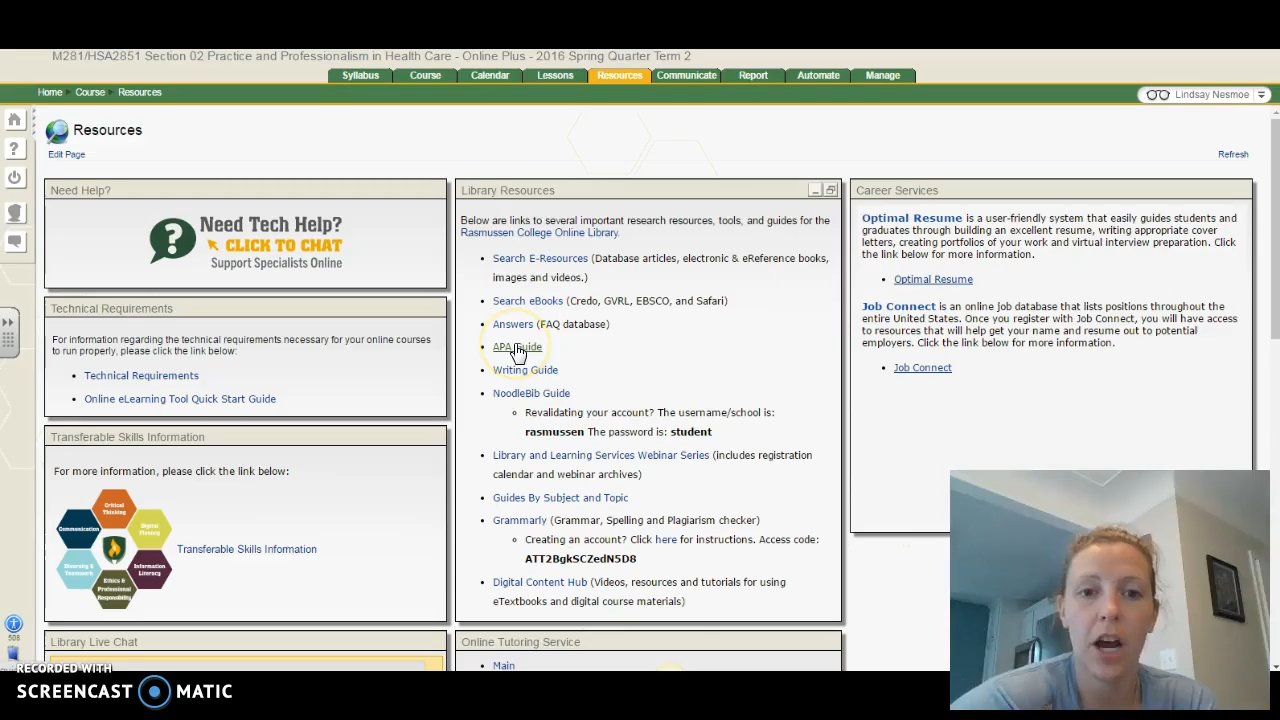 M281/HSA2851 Section 02 Practice and Professionalism in Health Care - Online Plus - 2016 Spring Quarter Term 2
Syllabus Course Calendar Lessons Resources Communicate Report Automate Manage
Home Course Resources
Lindsay Nesmoe
Resources
Edit Page
Refresh
Need Help?
Need Tech Help?
CLICK TO CHAT
Support Specialists Online
Technical Requirements
For information regarding the technical requirements necessary for your online courses
to run properly, please click the link below:
• Technical Requirements
• Online eLearning Tool Quick Start Guide
Transferable Skills Information
For more information, please click the link below:
Critical
Thinking
Communication
Digital
Fluency
Diversity &
Teamwork
Information
Literacy
Ethics &
Professional
Responsibility
Transferable Skills Information
Library Live Chat
Library Resources
Below are links to several important research resources, tools, and guides for the
Rasmussen College Online Library.
• Search E-Resources (Database articles, electronic & eReference books,
images and videos.)
• Search eBooks (Credo, GVRL, EBSCO, and Safari)
• Answers (FAQ database)
• APA Guide
• Writing Guide
• NoodleBib Guide
Revalidating your account? The username/school is:
rasmussen The password is: student
• Library and Learning Services Webinar Series (includes registration
calendar and webinar archives)
• Guides By Subject and Topic
• Grammarly (Grammar, Spelling and Plagiarism checker)
Creating an account? Click here for instructions. Access code:
ATT2BgkSCZedN5D8
• Digital Content Hub (Videos, resources and tutorials for using
eTextbooks and digital course materials)
Online Tutoring Service
• Main
Career Services
Optimal Resume is a user-friendly system that easily guides students and
graduates through building an excellent resume, writing appropriate cover
letters, creating portfolios of your work and virtual interview preparation. Click
the link below for more information.
• Optimal Resume
Job Connect is an online job database that lists positions throughout the
entire United States. Once you register with Job Connect, you will have access
to resources that will help get your name and resume out to potential
employers. Click the link below for more information.
• Job Connect
508
RECORDED WITH
SCREENCAST MATIC